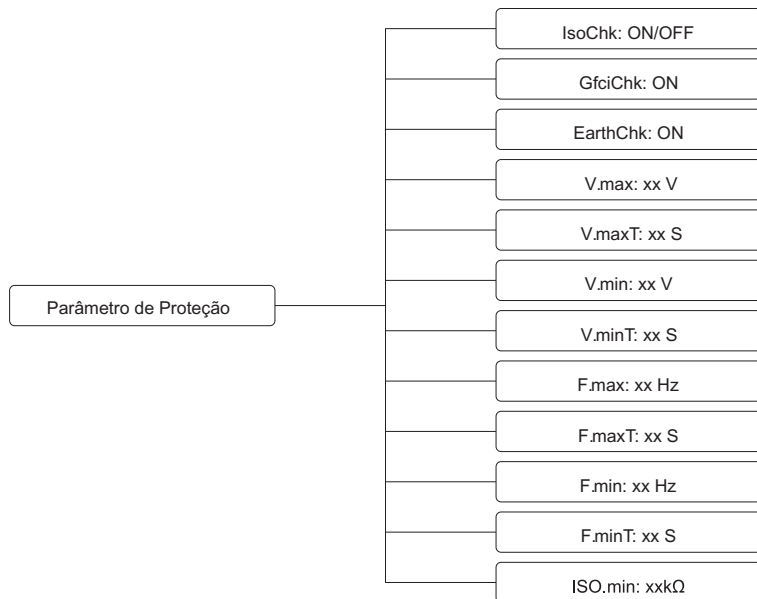 IsoChk: ON/OFF
GfciChk: ON
EarthChk: ON
V.max: xx V
V.maxT: xx S
V.min: xx V
Parâmetro de Proteção
V.minT: xx S
F.max: xx Hz
F.maxT: xx S
F.min: xx Hz
F.minT: xx S
ISO.min: xxkΩ